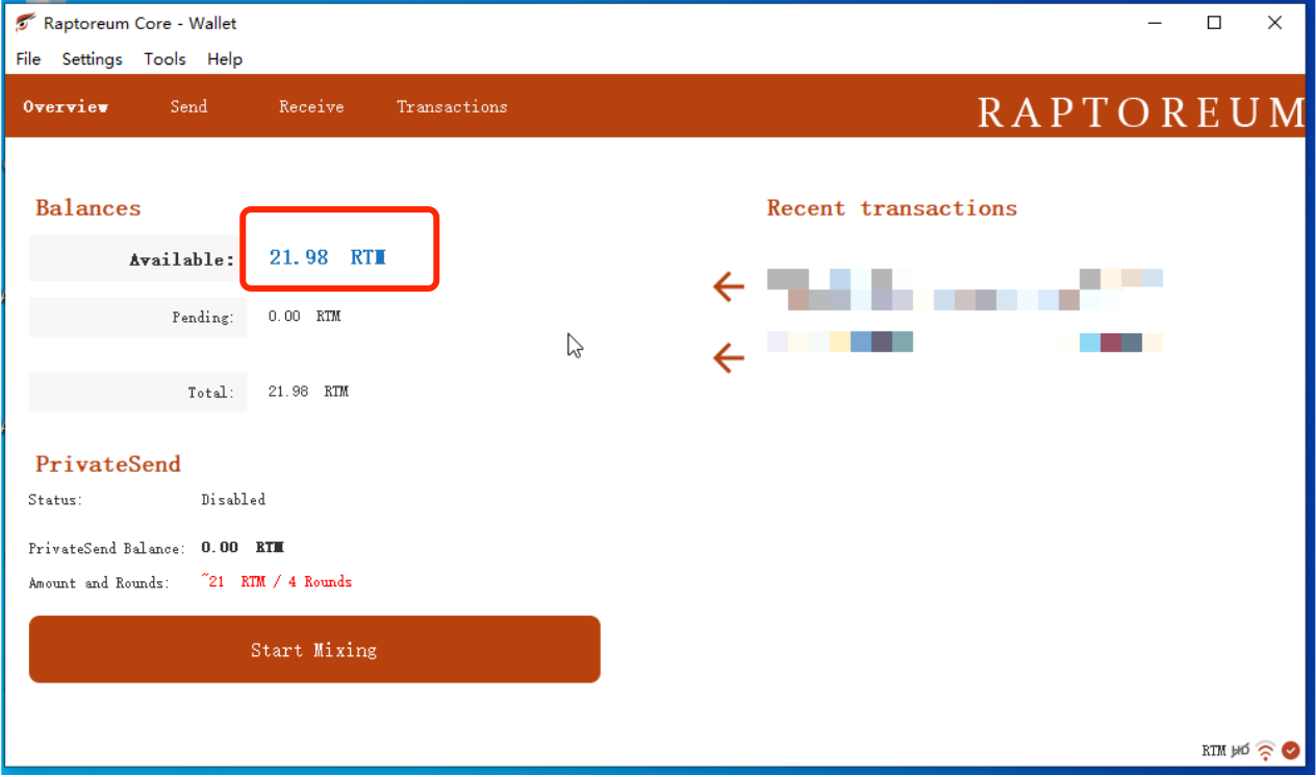 Raptoreum Core - Wallet
File Settings Tools Help
Overview Send Receive Transactions
RAPTOREUM
Balances
Available: 21.98 RTM
Pending: 0.00 RTM
Total: 21.98 RTM
Recent transactions
PrivateSend
Status: Disabled
PrivateSend Balance: 0.00 RTM
Amount and Rounds: ~21 RTM / 4 Rounds
Start Mixing
RTM HD